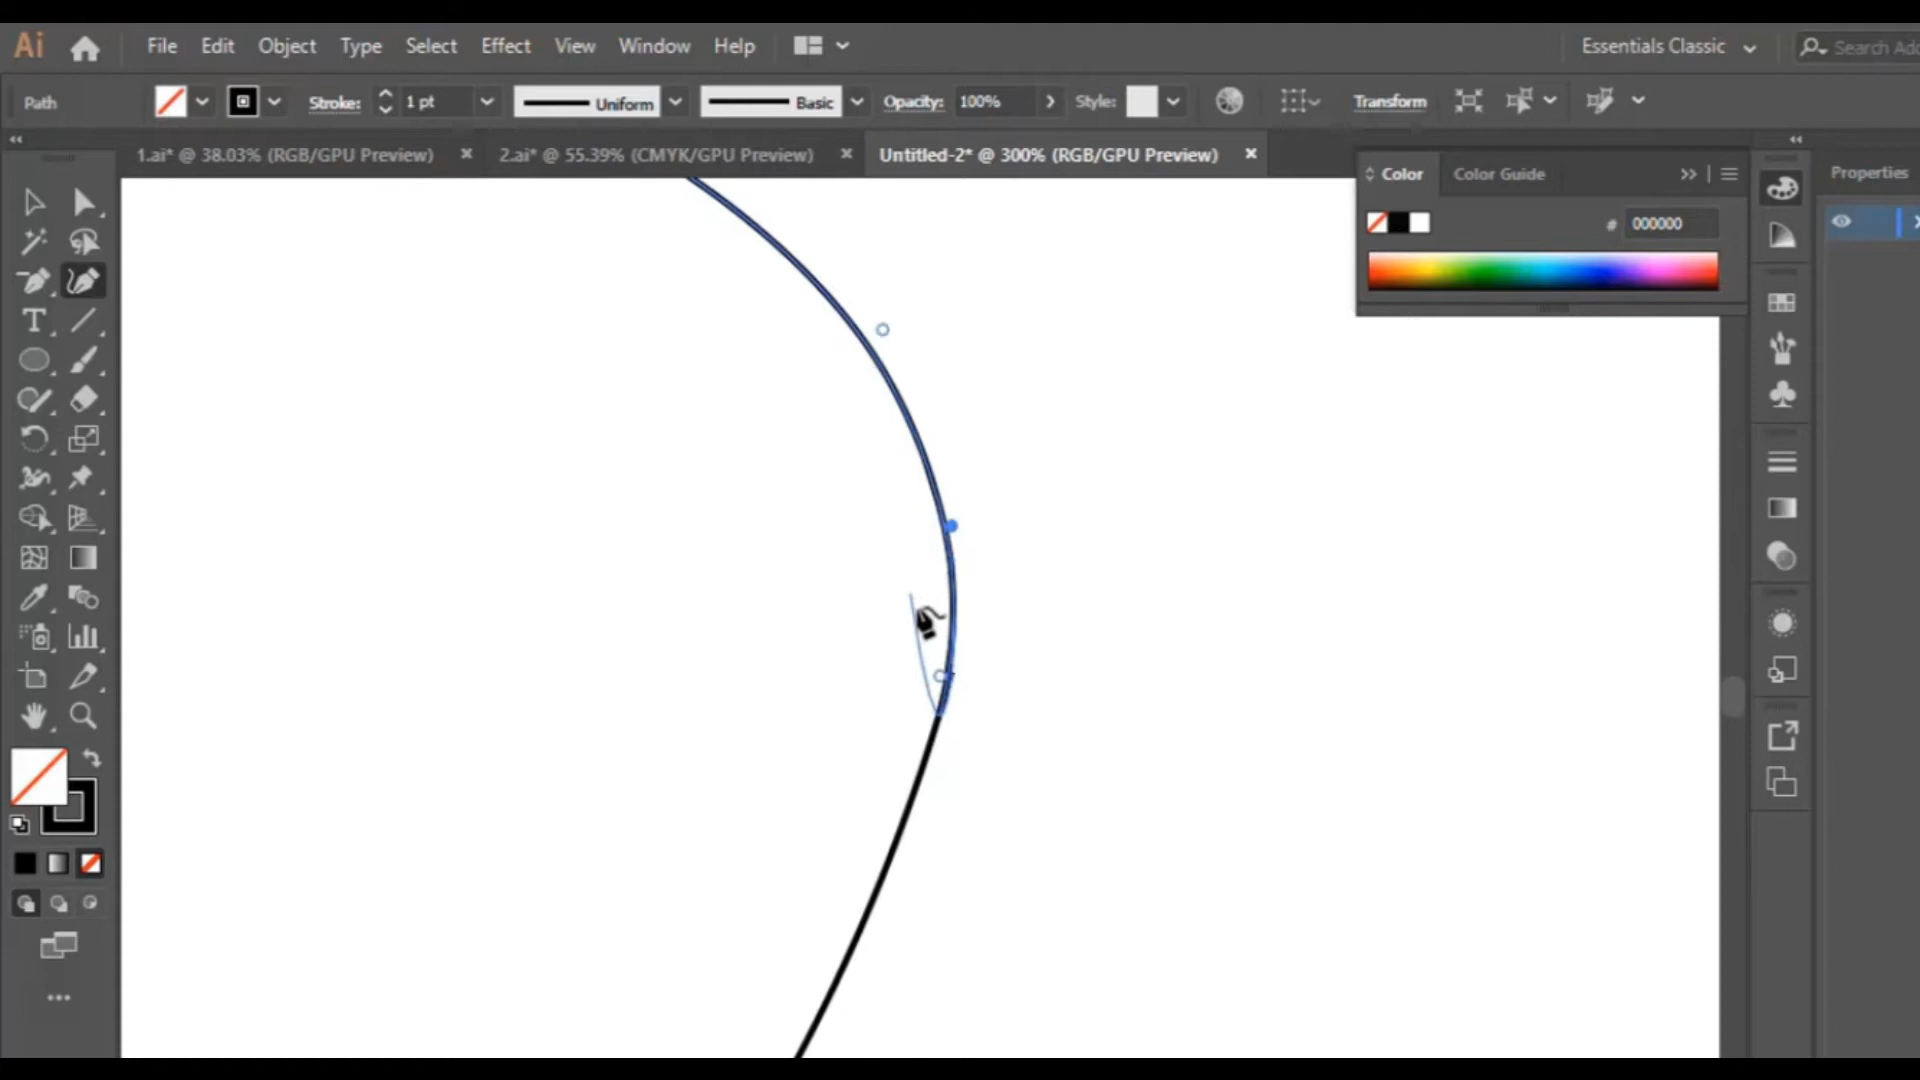 Ai File Edit Object Type Select Effect View Window Help Essentials Classic Search Ado
Path Stroke: 1 pt Uniform Basic Opacity: 100% Style: Transform
1.ai* @ 38.03% (RGB/GPU Preview) × 2.ai* @ 55.39% (CMYK/GPU Preview) × Untitled-2* @ 300% (RGB/GPU Preview) ×
Color Color Guide
Properties
# 000000